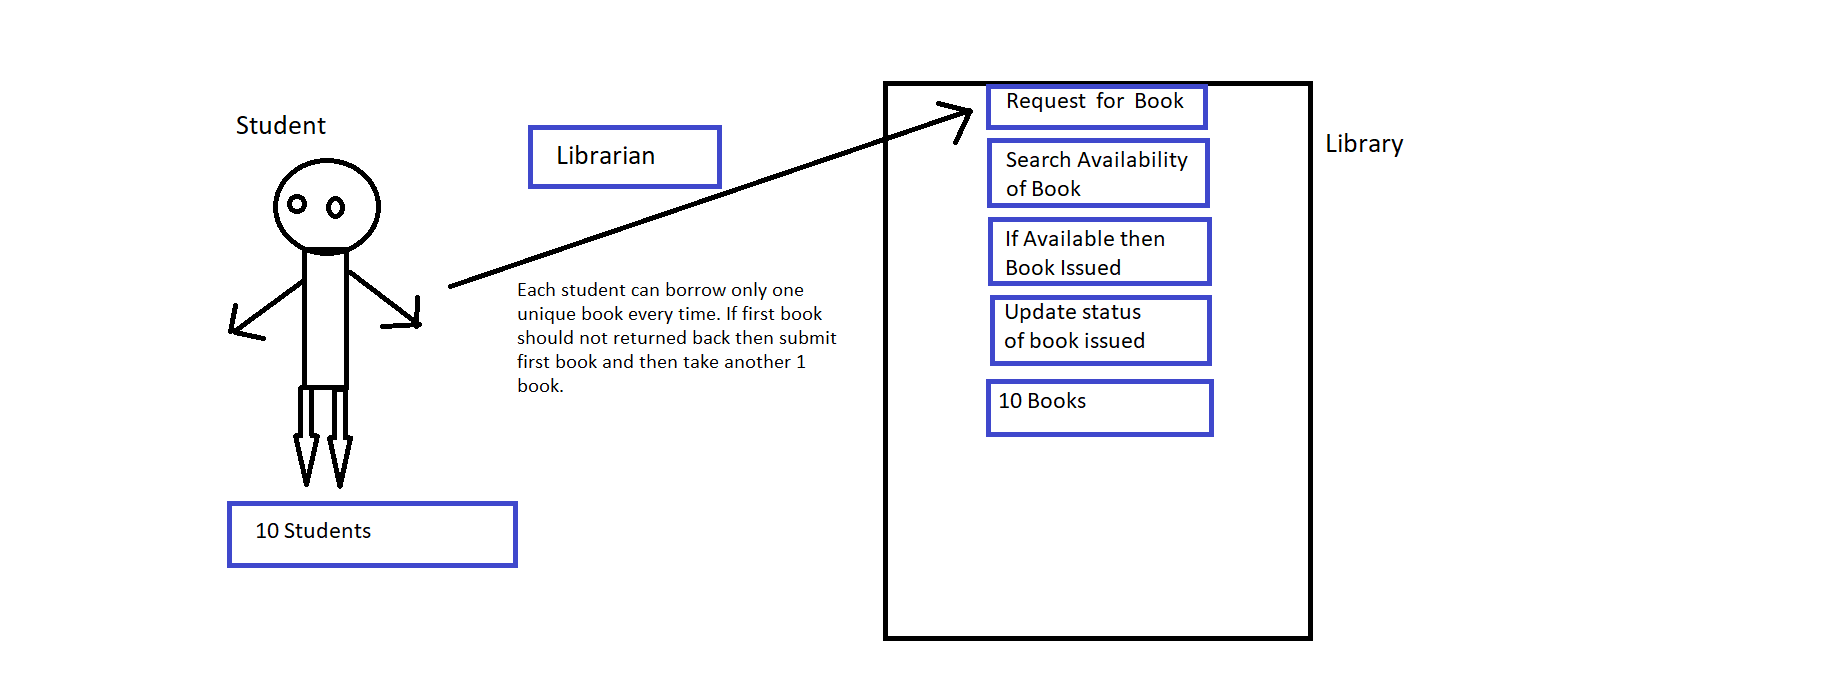 Student
Librarian
Each student can borrow only one
unique book every time. If first book
should not returned back then submit
first book and then take another 1
book.
10 Students
Library
Request for Book
Search Availability
of Book
If Available then
Book Issued
Update status
of book issued
10 Books